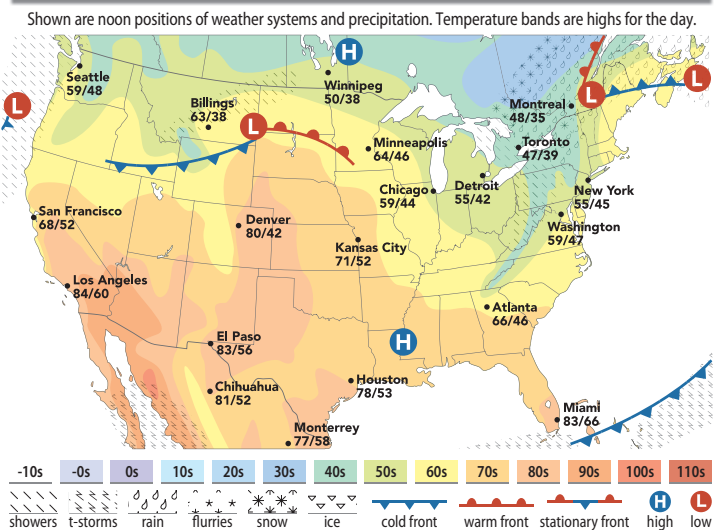 Shown are noon positions of weather systems and precipitation. Temperature bands are highs for the day.
H
L
Seattle
59/48
Winnipeg
50/38
L
Billings
63/38
L
Montreal
48/35
L
L
Minneapolis
64/46
Toronto
47/39
Chicago
59/44
Detroit
55/42
New York
55/45
San Francisco
68/52
Denver
80/42
Kansas City
71/52
Washington
59/47
Los Angeles
84/60
Atlanta
66/46
El Paso
83/56
H
Chihuahua
81/52
Houston
78/53
Miami
83/66
Monterrey
77/58
-10s -0s 0s 10s 20s 30s 40s 50s 60s 70s 80s 90s 100s 110s
H L
showers t-storms rain flurries snow ice cold front warm front stationary front high low